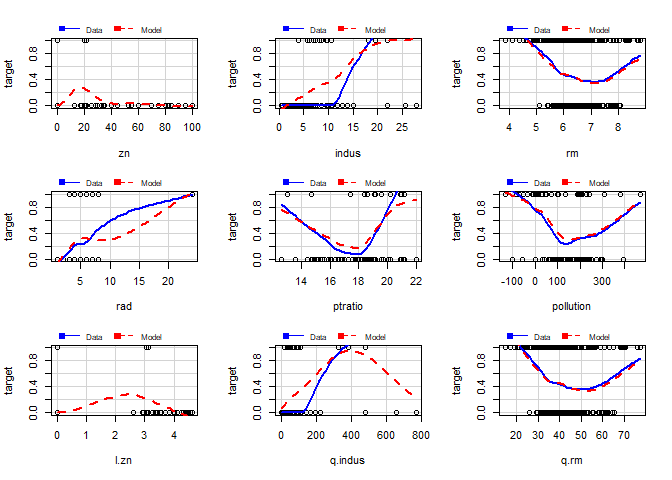 Data Model Data Model Data Model
target 0.0 0.4 0.8 target 0.0 0.4 0.8 target 0.0 0.4 0.8
0 20 40 60 80 100 0 5 10 15 20 25 4 5 6 7 8
zn indus rm
Data Model Data Model Data Model
target 0.0 0.4 0.8 target 0.0 0.4 0.8 target 0.0 0.4 0.8
5 10 15 20 14 16 18 20 22 -100 0 100 300
rad ptratio pollution
Data Model Data Model Data Model
target 0.0 0.4 0.8 target 0.0 0.4 0.8 target 0.0 0.4 0.8
0 1 2 3 4 0 200 400 600 800 20 30 40 50 60 70
l.zn q.indus q.rm